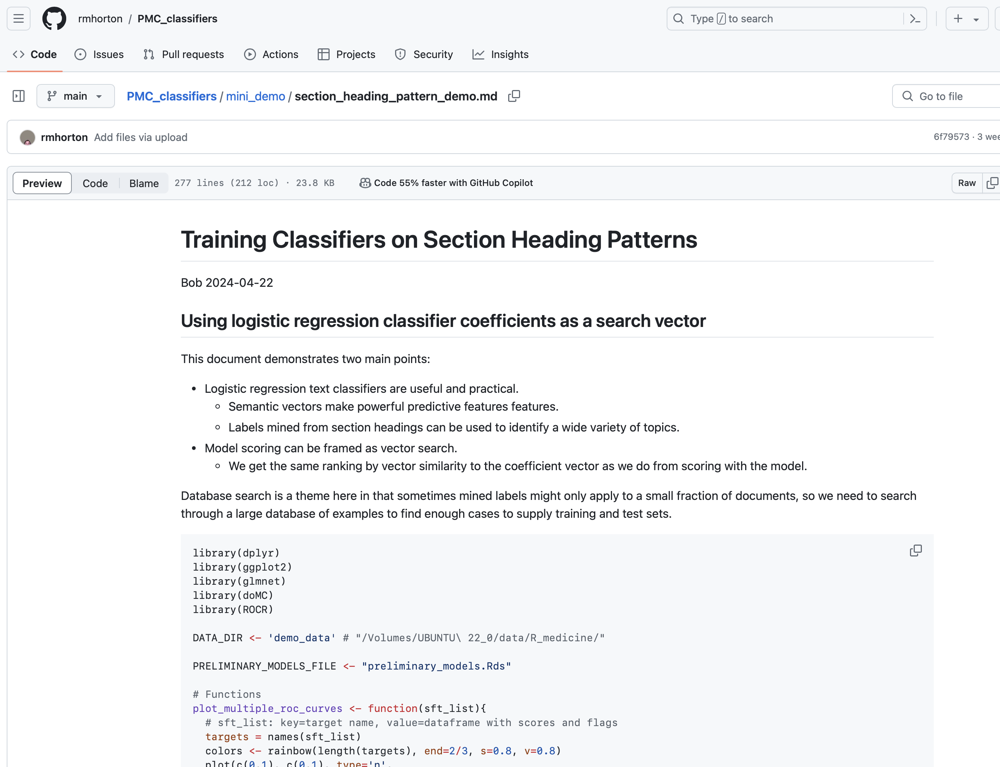 rmhorton / PMC_classifiers
Type / to search
Code Issues Pull requests Actions Projects Security Insights
main PMC_classifiers / mini_demo / section_heading_pattern_demo.md
Go to file
rmhorton Add files via upload
6f79573 · 3 wee
Preview Code Blame 277 lines (212 loc) · 23.8 KB Code 55% faster with GitHub Copilot Raw
Training Classifiers on Section Heading Patterns
Bob 2024-04-22
Using logistic regression classifier coefficients as a search vector
This document demonstrates two main points:
• Logistic regression text classifiers are useful and practical.
◦ Semantic vectors make powerful predictive features features.
◦ Labels mined from section headings can be used to identify a wide variety of topics.
• Model scoring can be framed as vector search.
◦ We get the same ranking by vector similarity to the coefficient vector as we do from scoring with the model.
Database search is a theme here in that sometimes mined labels might only apply to a small fraction of documents, so we need to search
through a large database of examples to find enough cases to supply training and test sets.
library(dplyr)
library(ggplot2)
library(glmnet)
library(doMC)
library(ROCR)
DATA_DIR <- 'demo_data' # "/Volumes/UBUNTU\ 22_0/data/R_medicine/"
PRELIMINARY_MODELS_FILE <- "preliminary_models.Rds"
# Functions
plot_multiple_roc_curves <- function(sft_list){
# sft_list: key=target name, value=dataframe with scores and flags
targets = names(sft_list)
colors <- rainbow(length(targets), end=2/3, s=0.8, v=0.8)
plot(c(0,1), c(0,1), type='n',